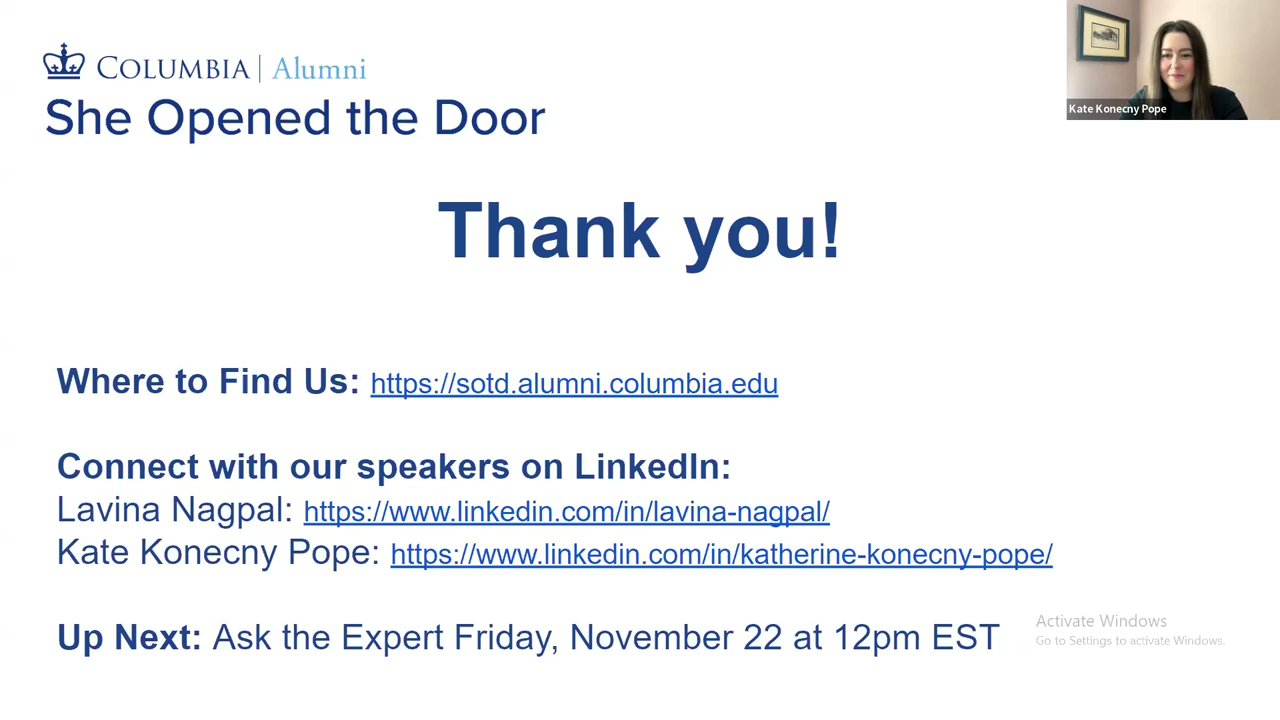 COLUMBIA | Alumni
She Opened the Door
Kate Konecny Pope
Thank you!
Where to Find Us: https://sotd.alumni.columbia.edu
Connect with our speakers on LinkedIn:
Lavina Nagpal: https://www.linkedin.com/in/lavina-nagpal/
Kate Konecny Pope: https://www.linkedin.com/in/katherine-konecny-pope/
Up Next: Ask the Expert Friday, November 22 at 12pm EST
Activate Windows
Go to Settings to activate Windows.